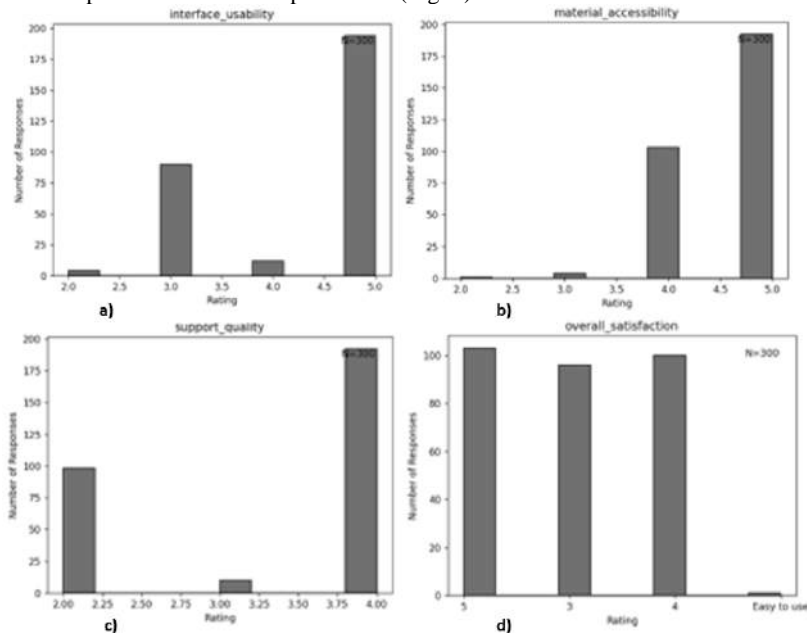 interface_usability
N=300
Number of Responses
200
175
150
125
100
75
50
25
0
2.0 2.5 3.0 3.5 4.0 4.5 5.0
Rating
a)
material_accessibility
N=300
Number of Responses
200
175
150
125
100
75
50
25
0
2.0 2.5 3.0 3.5 4.0 4.5 5.0
Rating
b)
support_quality
N=300
Number of Responses
200
175
150
125
100
75
50
25
0
2.00 2.25 2.50 2.75 3.00 3.25 3.50 3.75 4.00
Rating
c)
overall_satisfaction
N=300
Number of Responses
100
80
60
40
20
0
5 3 4 Easy to use
Rating
d)